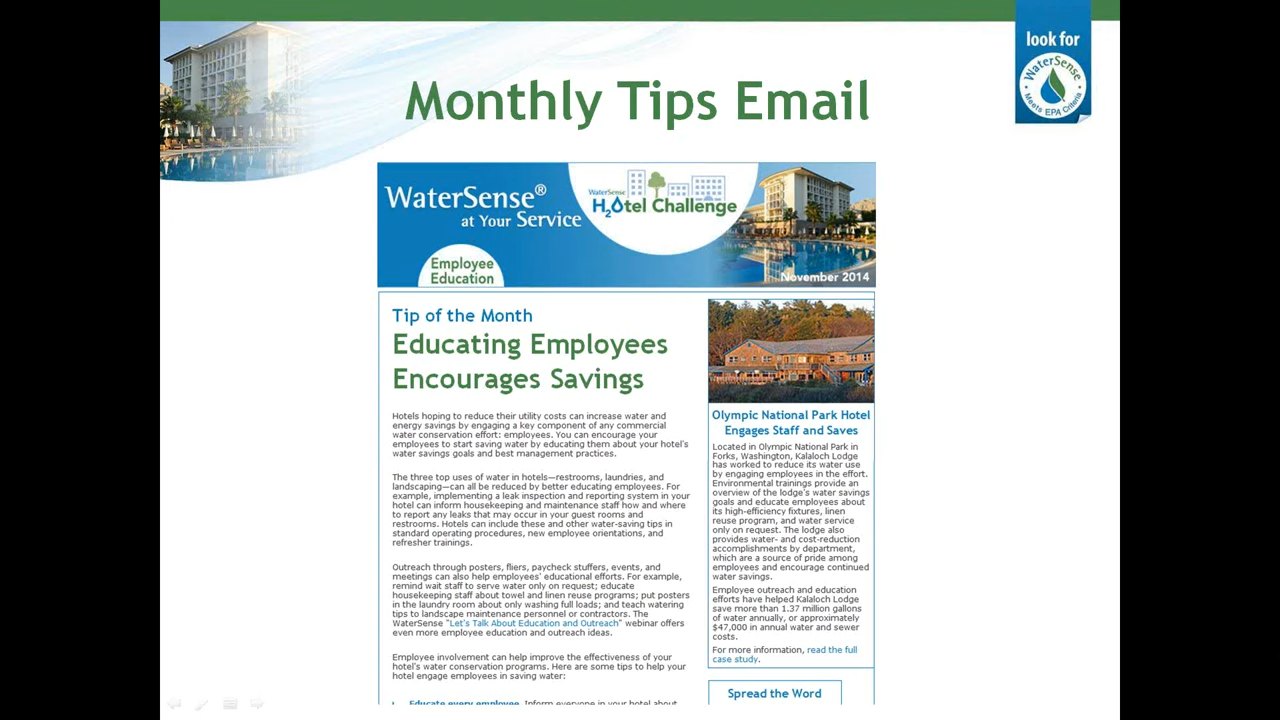 look for
WaterSense
Meets EPA Criteria
Monthly Tips Email
WaterSense®
at Your Service
WaterSense
H2Otel Challenge
Employee
Education
November 2014
Tip of the Month
Educating Employees
Encourages Savings
Hotels hoping to reduce their utility costs can increase water and
energy savings by engaging a key component of any commercial
water conservation effort: employees. You can encourage your
employees to start saving water by educating them about your hotel's
water savings goals and best management practices.
The three top uses of water in hotels—restrooms, laundries, and
landscaping—can all be reduced by better educating employees. For
example, implementing a leak inspection and reporting system in your
hotel can inform housekeeping and maintenance staff how and where
to report any leaks that may occur in your guest rooms and
restrooms. Hotels can include these and other water-saving tips in
standard operating procedures, new employee orientations, and
refresher trainings.
Outreach through posters, fliers, paycheck stuffers, events, and
meetings can also help employees' educational efforts. For example,
remind wait staff to serve water only on request; educate
housekeeping staff about towel and linen reuse programs; put posters
in the laundry room about only washing full loads; and teach watering
tips to landscape maintenance personnel or contractors. The
WaterSense "Let's Talk About Education and Outreach" webinar offers
even more employee education and outreach ideas.
Employee involvement can help improve the effectiveness of your
hotel's water conservation programs. Here are some tips to help your
hotel engage employees in saving water:
Educate every employee. Inform everyone in your hotel about
Olympic National Park Hotel
Engages Staff and Saves
Located in Olympic National Park in
Forks, Washington, Kalaloch Lodge
has worked to reduce its water use
by engaging employees in the effort.
Environmental trainings provide an
overview of the lodge's water savings
goals and educate employees about
its high-efficiency fixtures, linen
reuse program, and water service
only on request. The lodge also
provides water- and cost-reduction
accomplishments by department,
which are a source of pride among
employees and encourage continued
water savings.
Employee outreach and education
efforts have helped Kalaloch Lodge
save more than 1.37 million gallons
of water annually, or approximately
$47,000 in annual water and sewer
costs.
For more information, read the full
case study.
Spread the Word